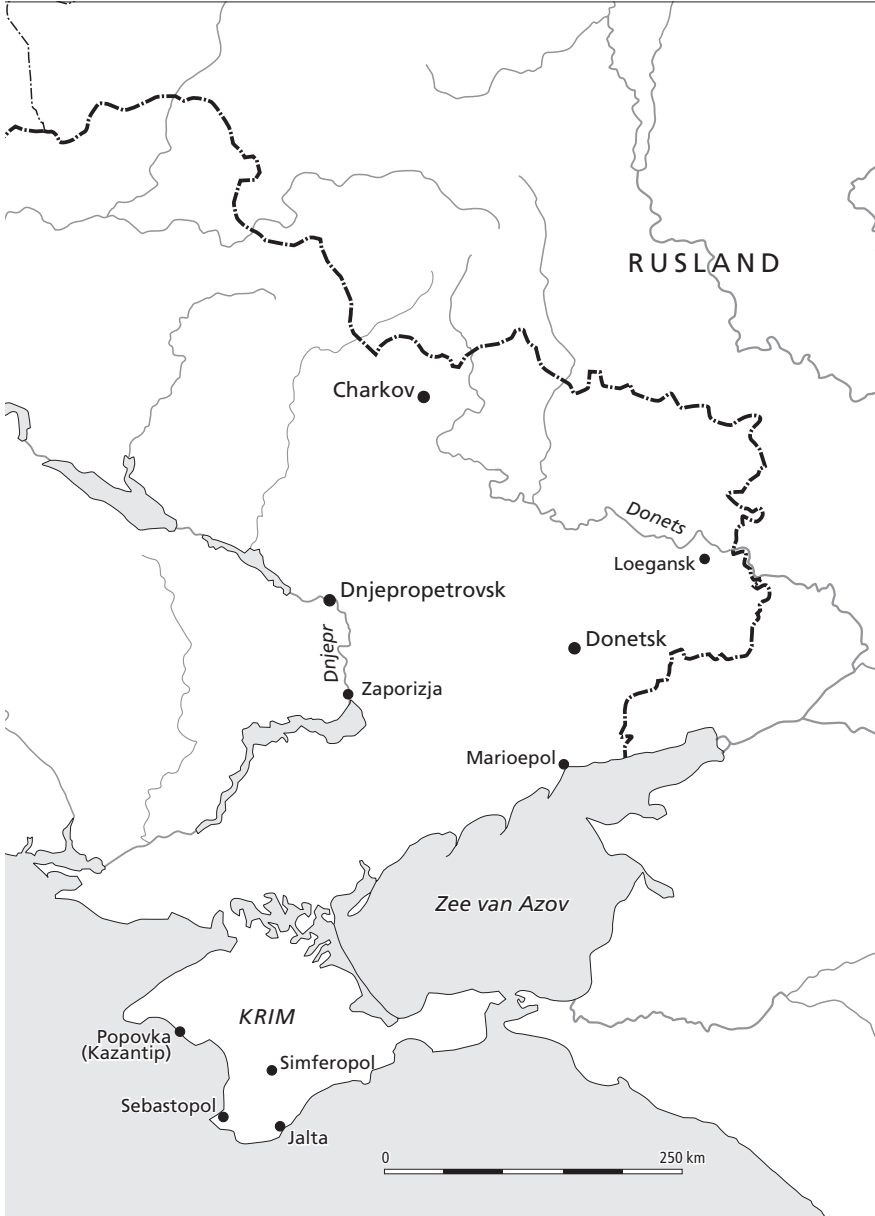 RUSLAND
Charkov
Donets
Loegansk
Dnjepropetrovsk
Donetsk
Dnjepr
Zaporizja
Marioepol
Zee van Azov
KRIM
Popovka
(Kazantip)
Simferopol
Sebastopol
Jalta
0 250 km